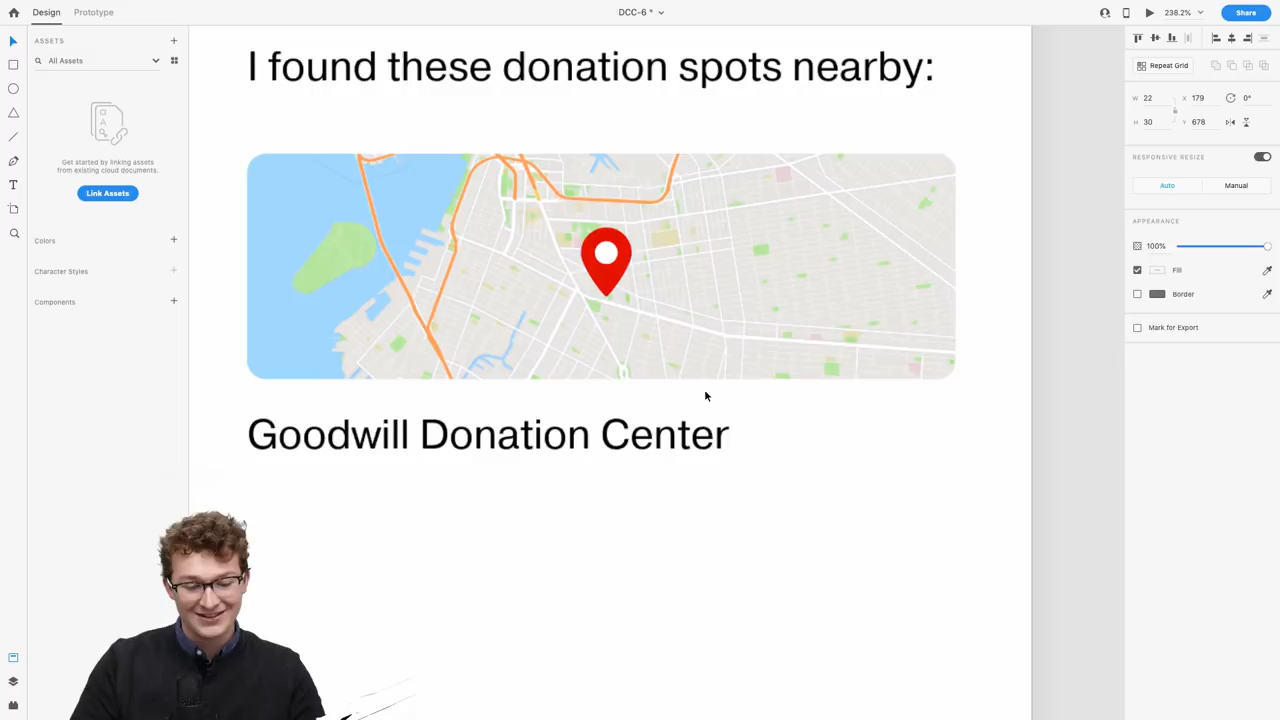 Design
Prototype
DCC-6 *
238.2%
Share
ASSETS
All Assets
Get started by linking assets
from existing cloud documents.
Link Assets
Colors
Character Styles
Components
I found these donation spots nearby:
Goodwill Donation Center
Repeat Grid
W 22 X 179 0°
H 30 Y 678
RESPONSIVE RESIZE
Auto
Manual
APPEARANCE
100%
Fill
Border
Mark for Export